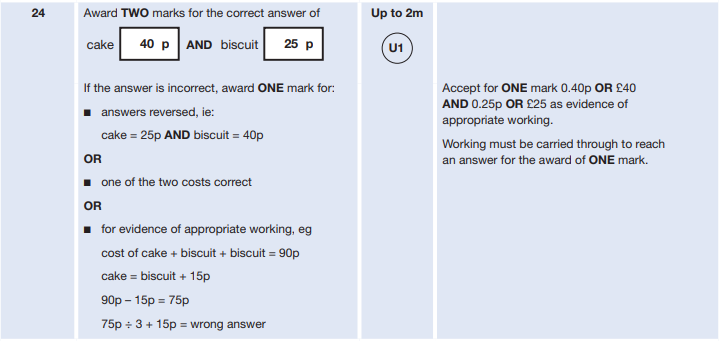 24
Award TWO marks for the correct answer of
cake 40 p AND biscuit 25 p
If the answer is incorrect, award ONE mark for:
■ answers reversed, ie:
cake = 25p AND biscuit = 40p
OR
■ one of the two costs correct
OR
■ for evidence of appropriate working, eg
cost of cake + biscuit + biscuit = 90p
cake = biscuit + 15p
90p – 15p = 75p
75p ÷ 3 + 15p = wrong answer
Up to 2m
U1
Accept for ONE mark 0.40p OR £40
AND 0.25p OR £25 as evidence of
appropriate working.
Working must be carried through to reach
an answer for the award of ONE mark.